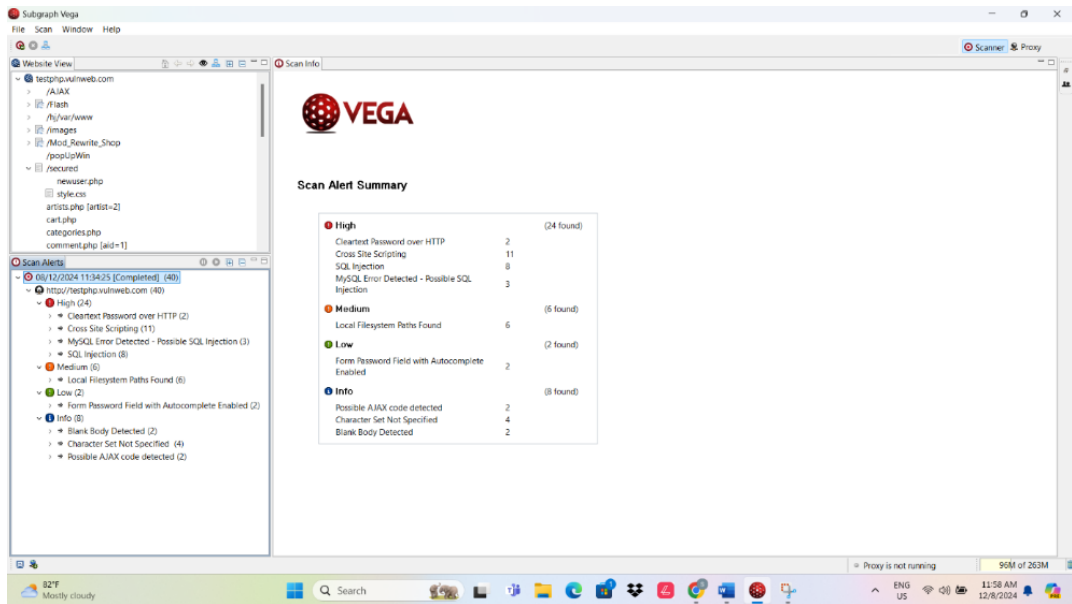 Subgraph Vega
File Scan Window Help
Scanner Proxy
Website View
Scan Info
testphp.vulnweb.com
/AJAX
/Flash
/hj/var/www
/images
/Mod_Rewrite_Shop
/popUpWin
/secured
newuser.php
style.css
artists.php [artist=2]
cart.php
categories.php
comment.php [aid=1]
Scan Alerts
08/12/2024 11:34:25 [Completed] (40)
http://testphp.vulnweb.com (40)
High (24)
Cleartext Password over HTTP (2)
Cross Site Scripting (11)
MySQL Error Detected - Possible SQL Injection (3)
SQL Injection (8)
Medium (6)
Local Filesystem Paths Found (6)
Low (2)
Form Password Field with Autocomplete Enabled (2)
Info (8)
Blank Body Detected (2)
Character Set Not Specified (4)
Possible AJAX code detected (2)
VEGA
Scan Alert Summary
High (24 found)
Cleartext Password over HTTP 2
Cross Site Scripting 11
SQL Injection 8
MySQL Error Detected - Possible SQL
Injection 3
Medium (6 found)
Local Filesystem Paths Found 6
Low (2 found)
Form Password Field with Autocomplete
Enabled 2
Info (8 found)
Possible AJAX code detected 2
Character Set Not Specified 4
Blank Body Detected 2
Proxy is not running 96M of 263M
82°F
Mostly cloudy
Search
ENG
US
11:58 AM
12/8/2024